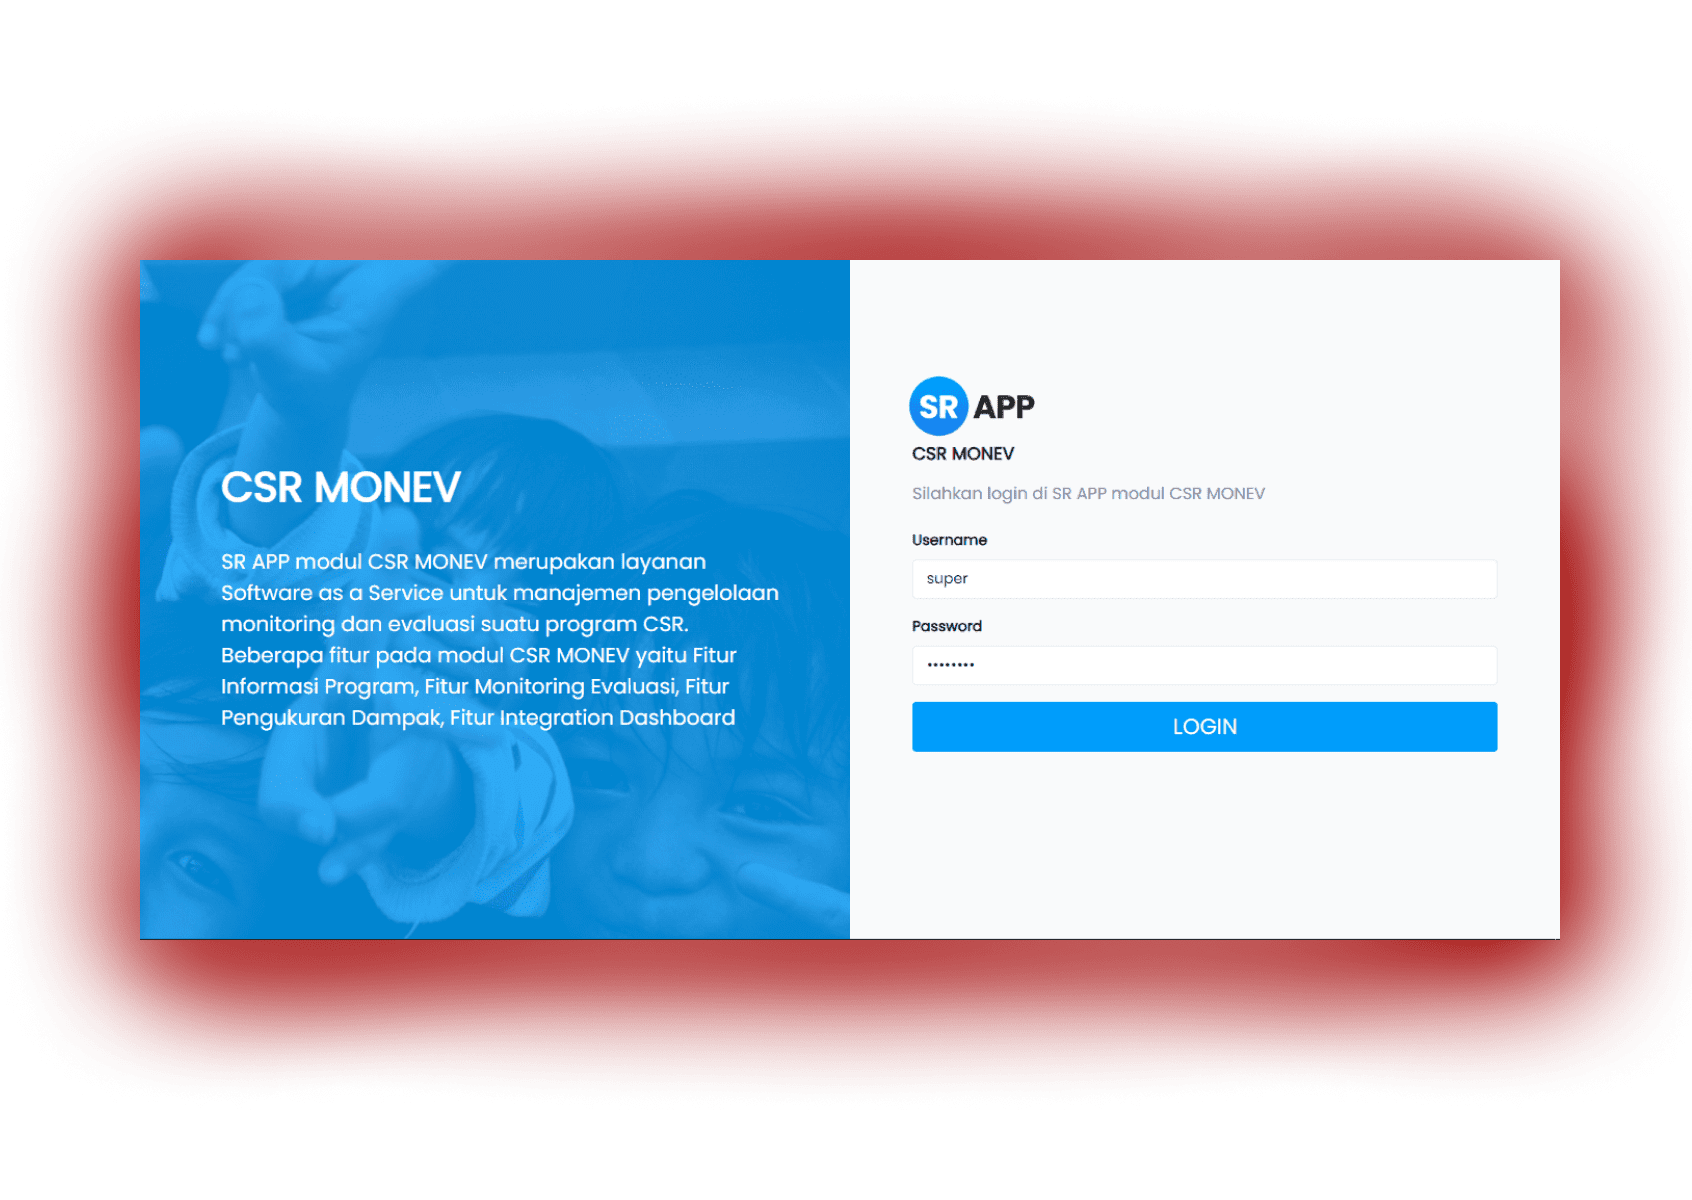 CSR MONEV
SR APP modul CSR MONEV merupakan layanan
Software as a Service untuk manajemen pengelolaan
monitoring dan evaluasi suatu program CSR.
Beberapa fitur pada modul CSR MONEV yaitu Fitur
Informasi Program, Fitur Monitoring Evaluasi, Fitur
Pengukuran Dampak, Fitur Integration Dashboard
SR APP
CSR MONEV
Silahkan login di SR APP modul CSR MONEV
Username
super
Password
••••••••
LOGIN